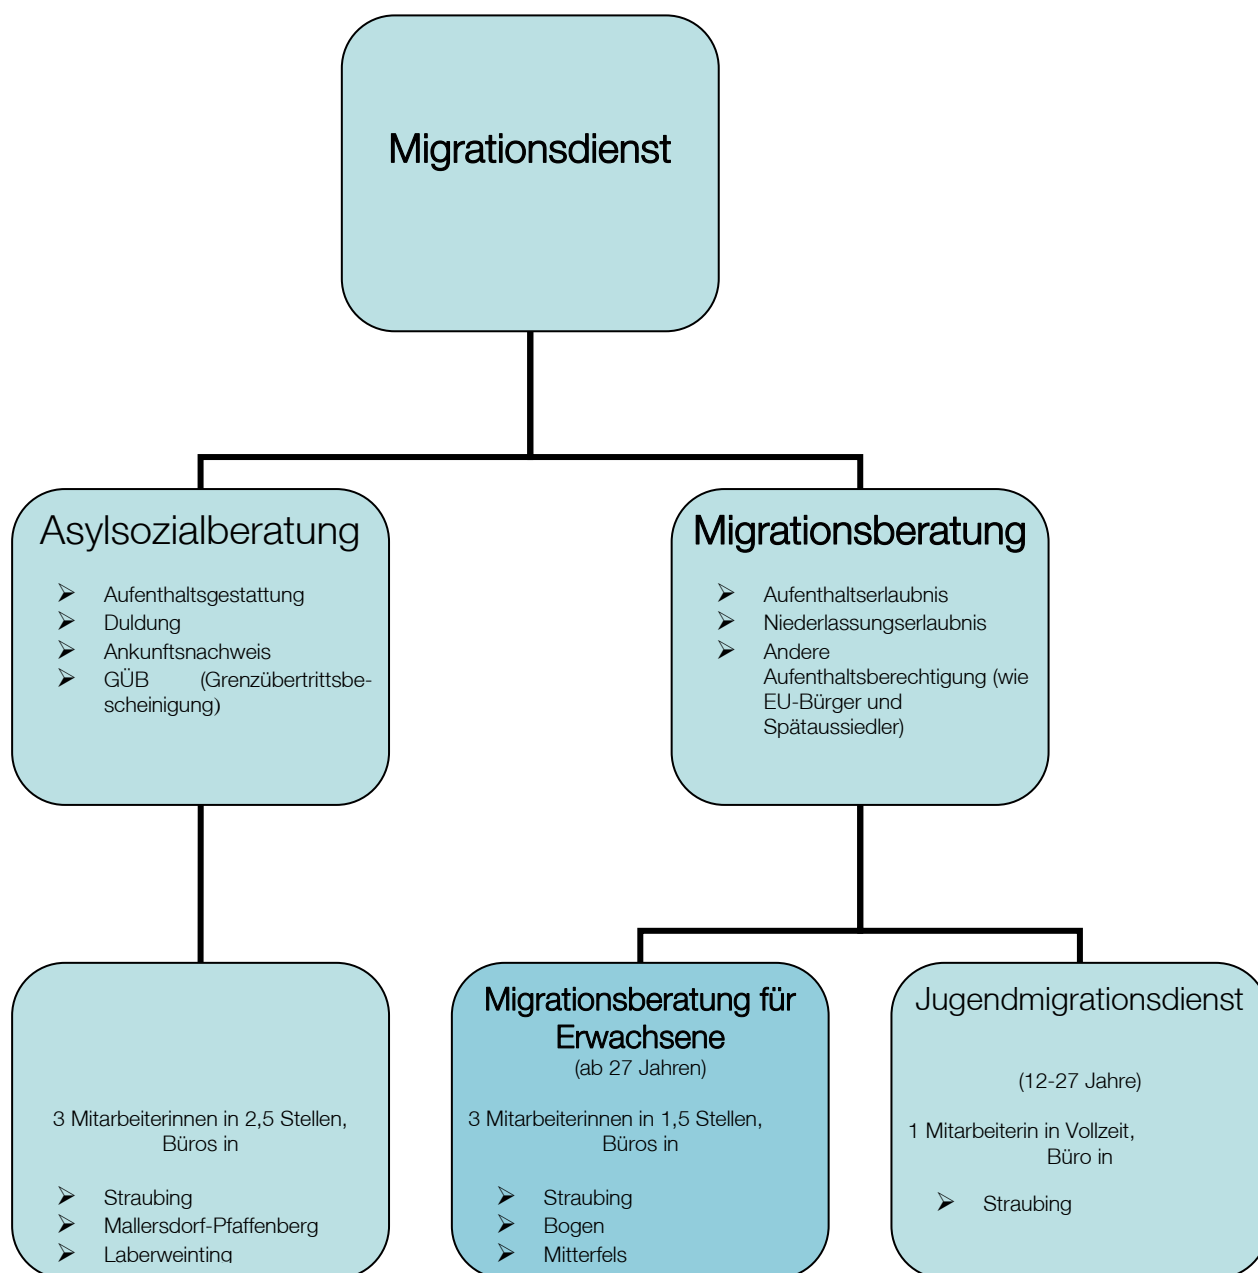 Migrationsdienst
Asylsozialberatung
➢ Aufenthaltsgestattung
➢ Duldung
➢ Ankunftsnachweis
➢ GÜB (Grenzübertrittsbe-
scheinigung)
Migrationsberatung
➢ Aufenthaltserlaubnis
➢ Niederlassungserlaubnis
➢ Andere
Aufenthaltsberechtigung (wie
EU-Bürger und
Spätaussiedler)
3 Mitarbeiterinnen in 2,5 Stellen,
Büros in
➢ Straubing
➢ Mallersdorf-Pfaffenberg
➢ Laberweinting
Migrationsberatung für
Erwachsene
(ab 27 Jahren)
3 Mitarbeiterinnen in 1,5 Stellen,
Büros in
➢ Straubing
➢ Bogen
➢ Mitterfels
Jugendmigrationsdienst
(12-27 Jahre)
1 Mitarbeiterin in Vollzeit,
Büro in
➢ Straubing